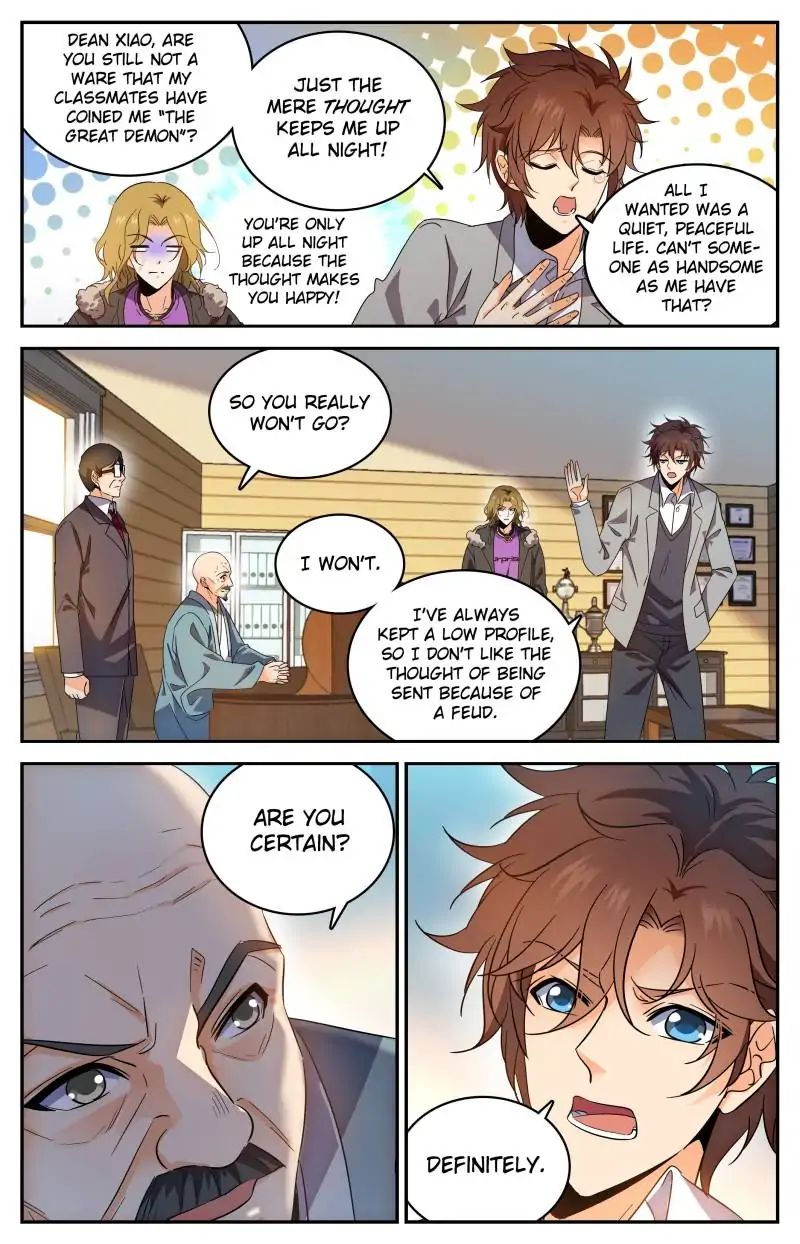 DEAN XIAO, ARE
YOU STILL NOT A
WARE THAT MY
CLASSMATES HAVE
COINED ME "THE
GREAT DEMON"?
JUST THE
MERE THOUGHT
KEEPS ME UP
ALL NIGHT!
YOU'RE ONLY
UP ALL NIGHT
BECAUSE THE
THOUGHT MAKES
YOU HAPPY!
ALL I
WANTED WAS A
QUIET, PEACEFUL
LIFE. CAN'T SOME-
ONE AS HANDSOME
AS ME HAVE
THAT?
SO YOU REALLY
WON'T GO?
I WON'T.
I'VE ALWAYS
KEPT A LOW PROFILE,
SO I DON'T LIKE THE
THOUGHT OF BEING
SENT BECAUSE OF
A FEUD.
ARE YOU
CERTAIN?
DEFINITELY.